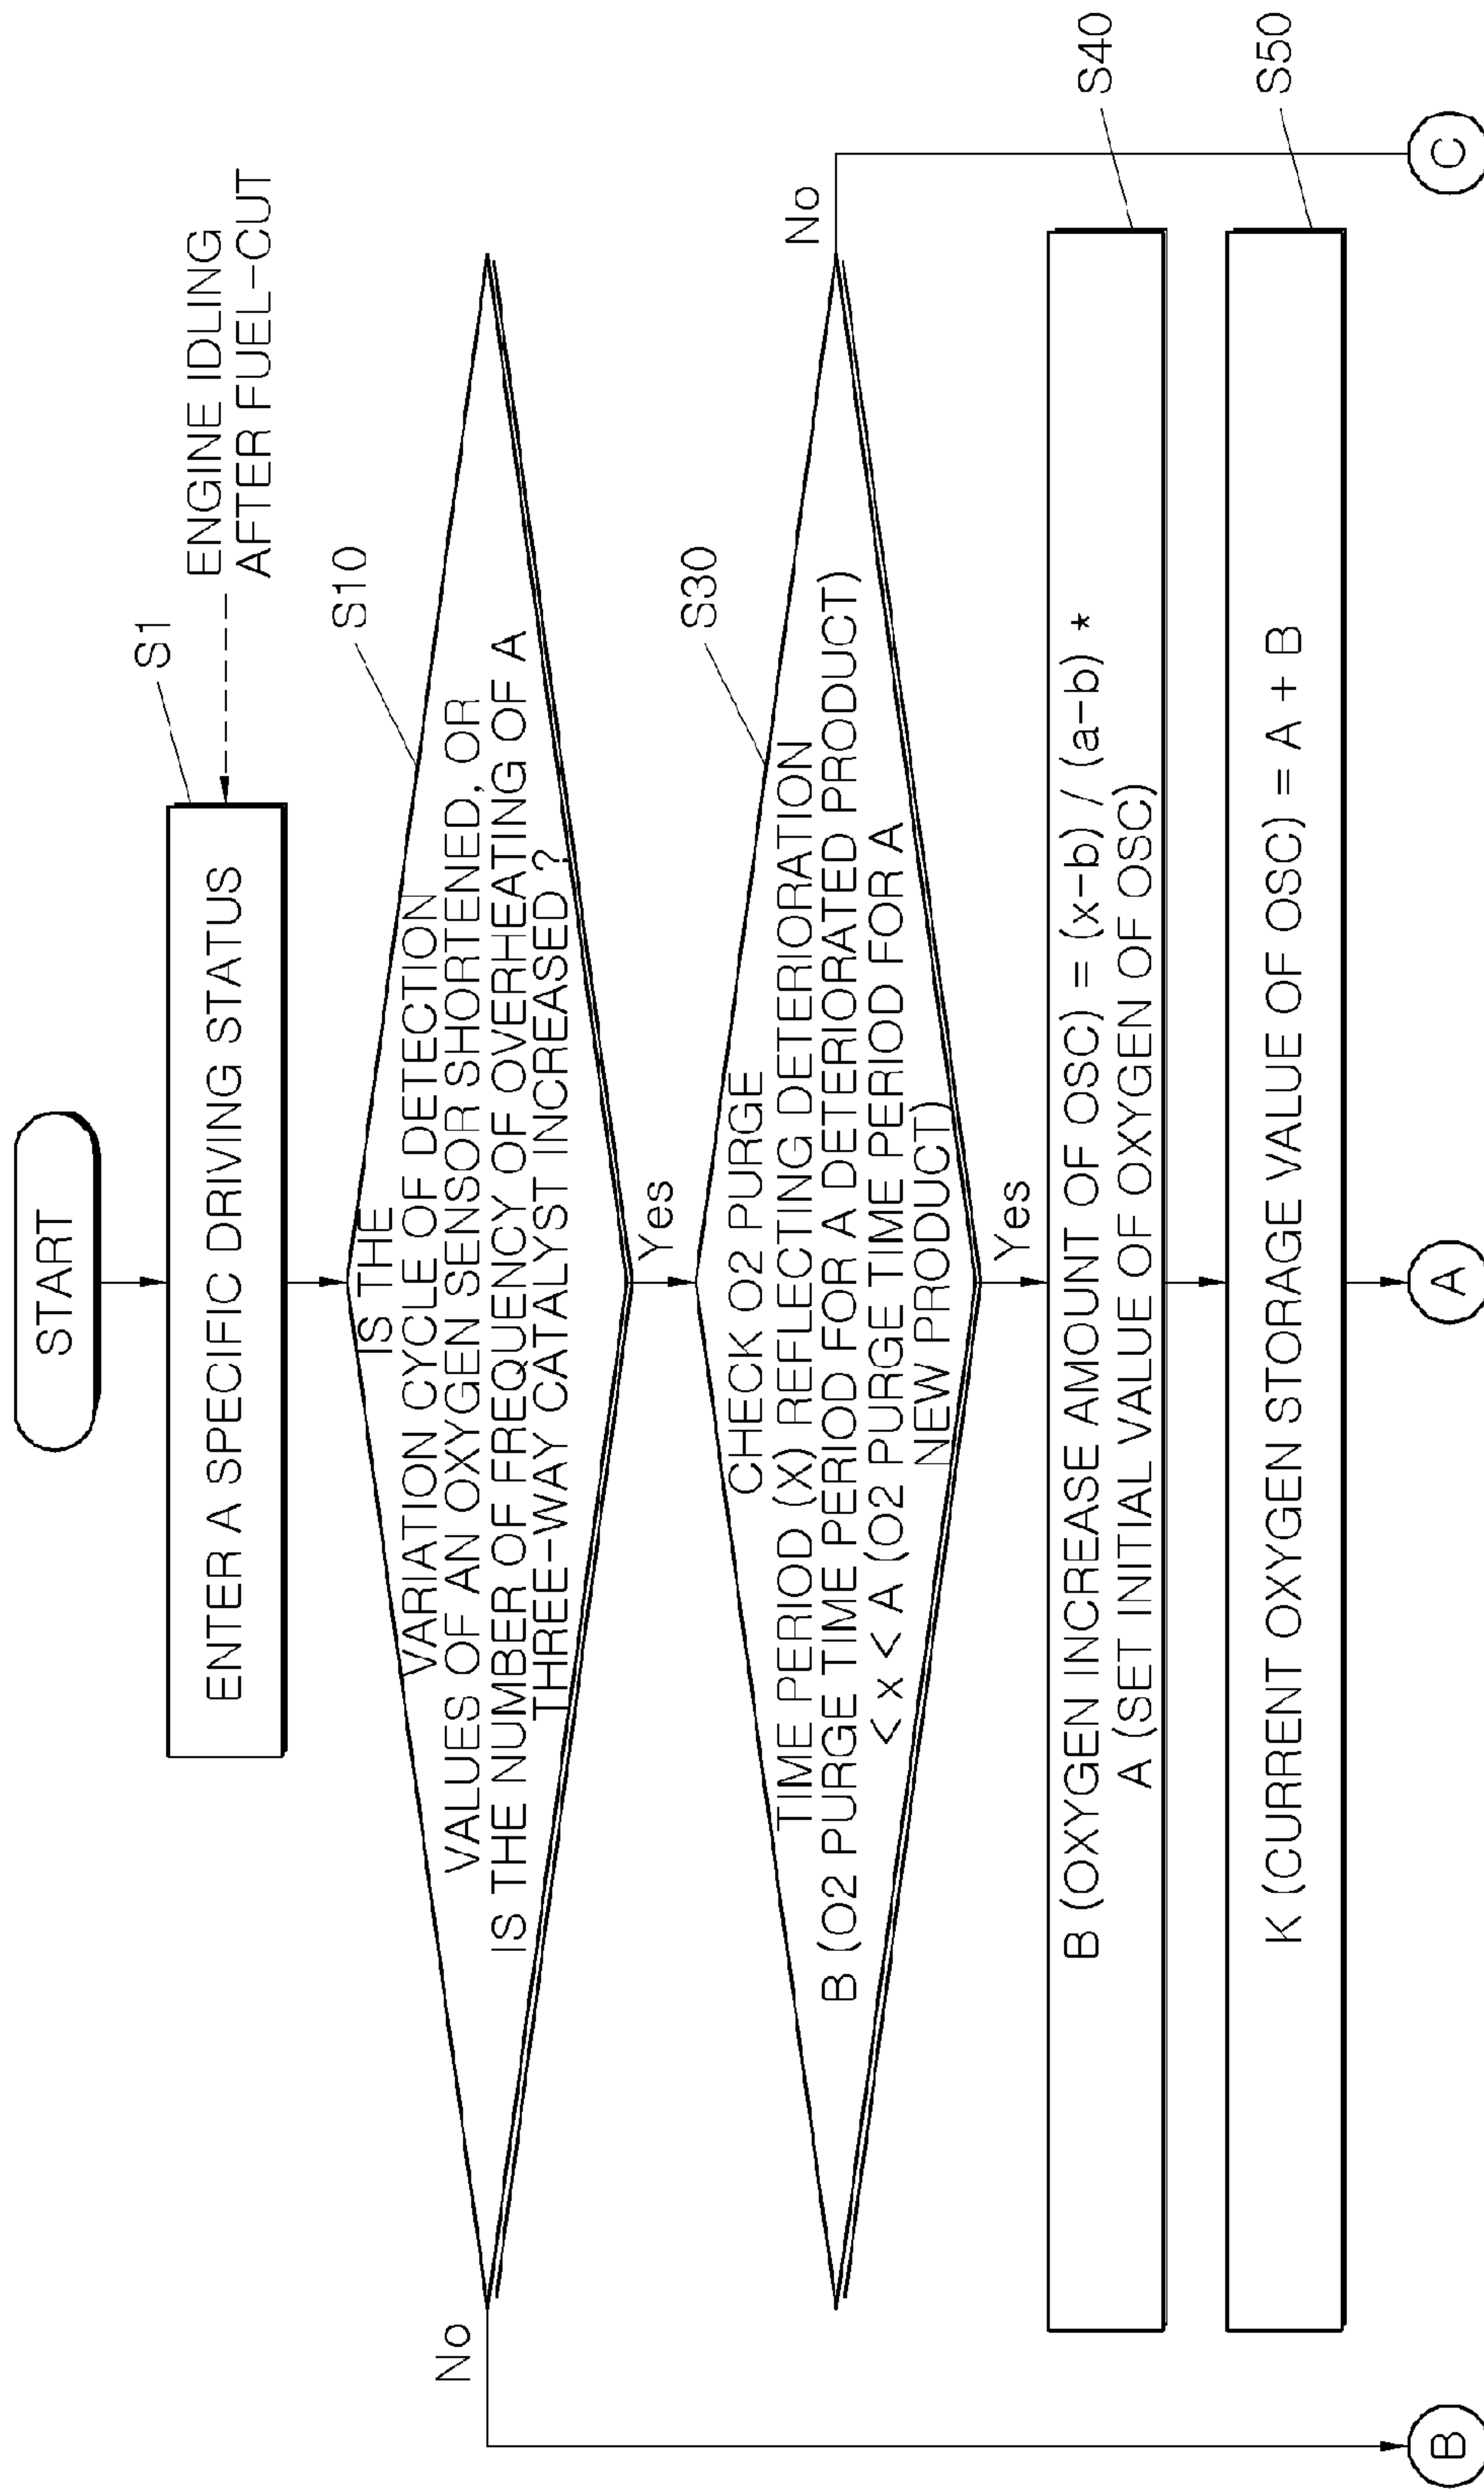 START
S1
ENTER A SPECIFIC DRIVING STATUS
ENGINE IDLING
AFTER FUEL-CUT
S10
IS THE
VARIATION CYCLE OF DETECTION
VALUES OF AN OXYGEN SENSOR SHORTENED, OR
IS THE NUMBER OF FREQUENCY OF OVERHEATING OF A
THREE-WAY CATALYST INCREASED ?
No
Yes
S30
CHECK O2 PURGE
TIME PERIOD (X) REFLECTING DETERIORATION
B (O2 PURGE TIME PERIOD FOR A DETERIORATED PRODUCT)
< x < A (O2 PURGE TIME PERIOD FOR A
NEW PRODUCT)
No
Yes
S40
B (OXYGEN INCREASE AMOUNT OF OSC) = (x-b) / (a-b) *
A (SET INITIAL VALUE OF OXYGEN OF OSC)
S50
K (CURRENT OXYGEN STORAGE VALUE OF OSC) = A + B
B
A
C